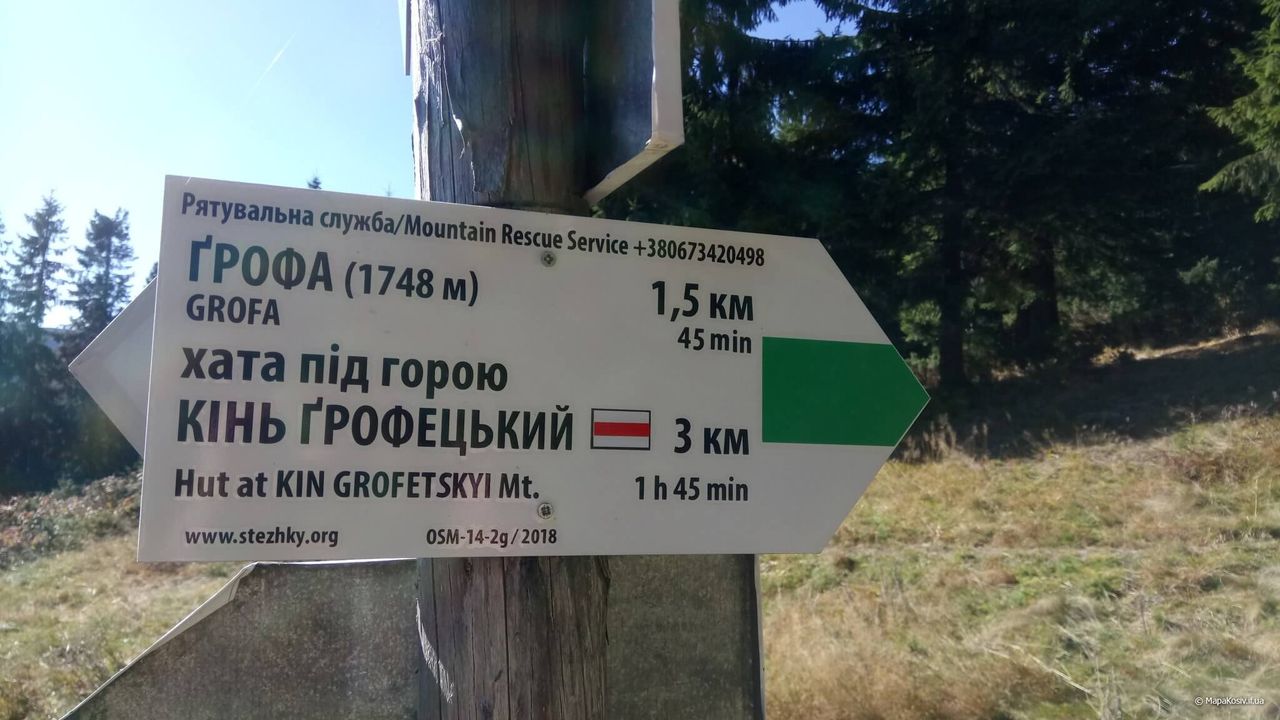 Рятувальна служба/Mountain Rescue Service +380673420498
ҐРОФА (1748 м) 1,5 км
GROFA 45 min
хата під горою
КІНЬ ҐРОФЕЦЬКИЙ 3 км
Hut at KIN GROFETSKYI Mt. 1 h 45 min
www.stezhky.org OSM-14-2g/2018
© MapaKosiv.if.ua